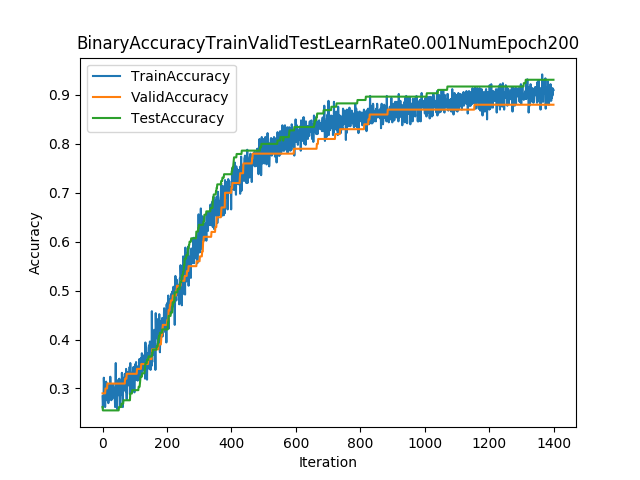 BinaryAccuracyTrainValidTestLearnRate0.001NumEpoch200
TrainAccuracy
ValidAccuracy
TestAccuracy
Accuracy
0.9
0.8
0.7
0.6
0.5
0.4
0.3
0 200 400 600 800 1000 1200 1400
Iteration